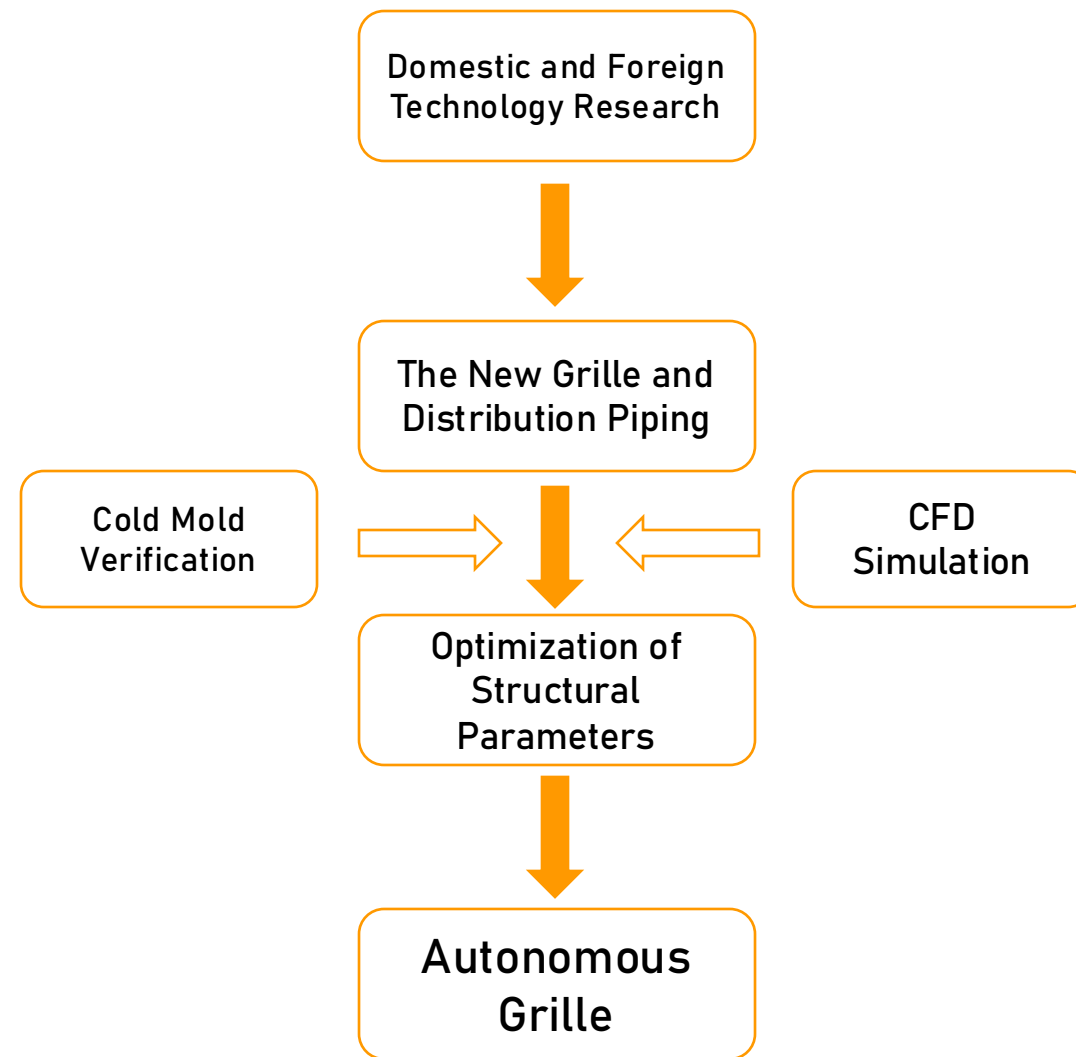 Domestic and Foreign
Technology Research
The New Grille and
Distribution Piping
Cold Mold
Verification
CFD
Simulation
Optimization of
Structural
Parameters
Autonomous
Grille